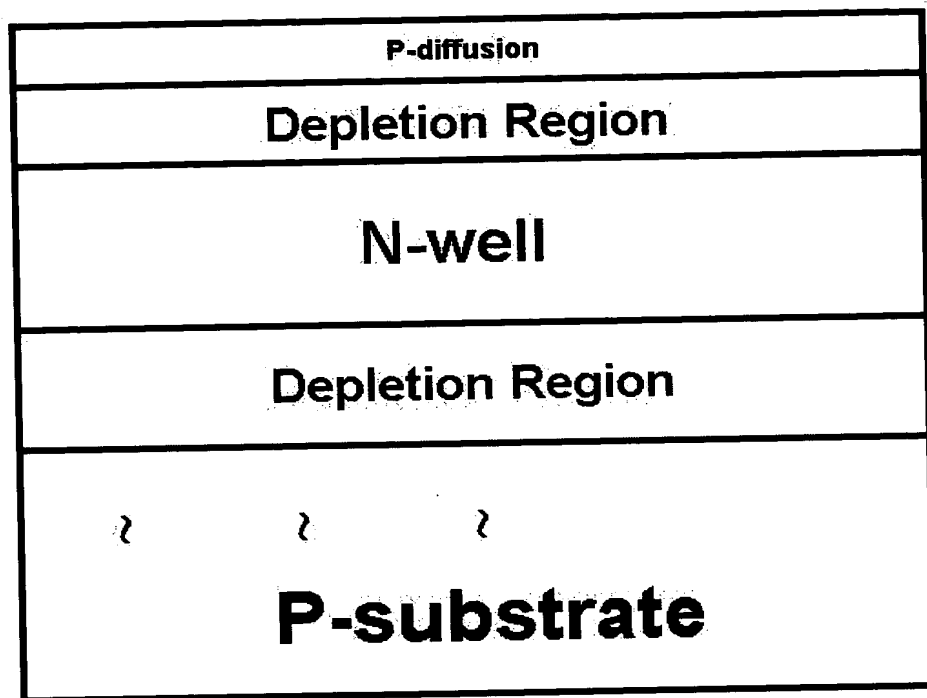 P-diffusion
Depletion Region
N-well
Depletion Region
~ ~ ~
P-substrate